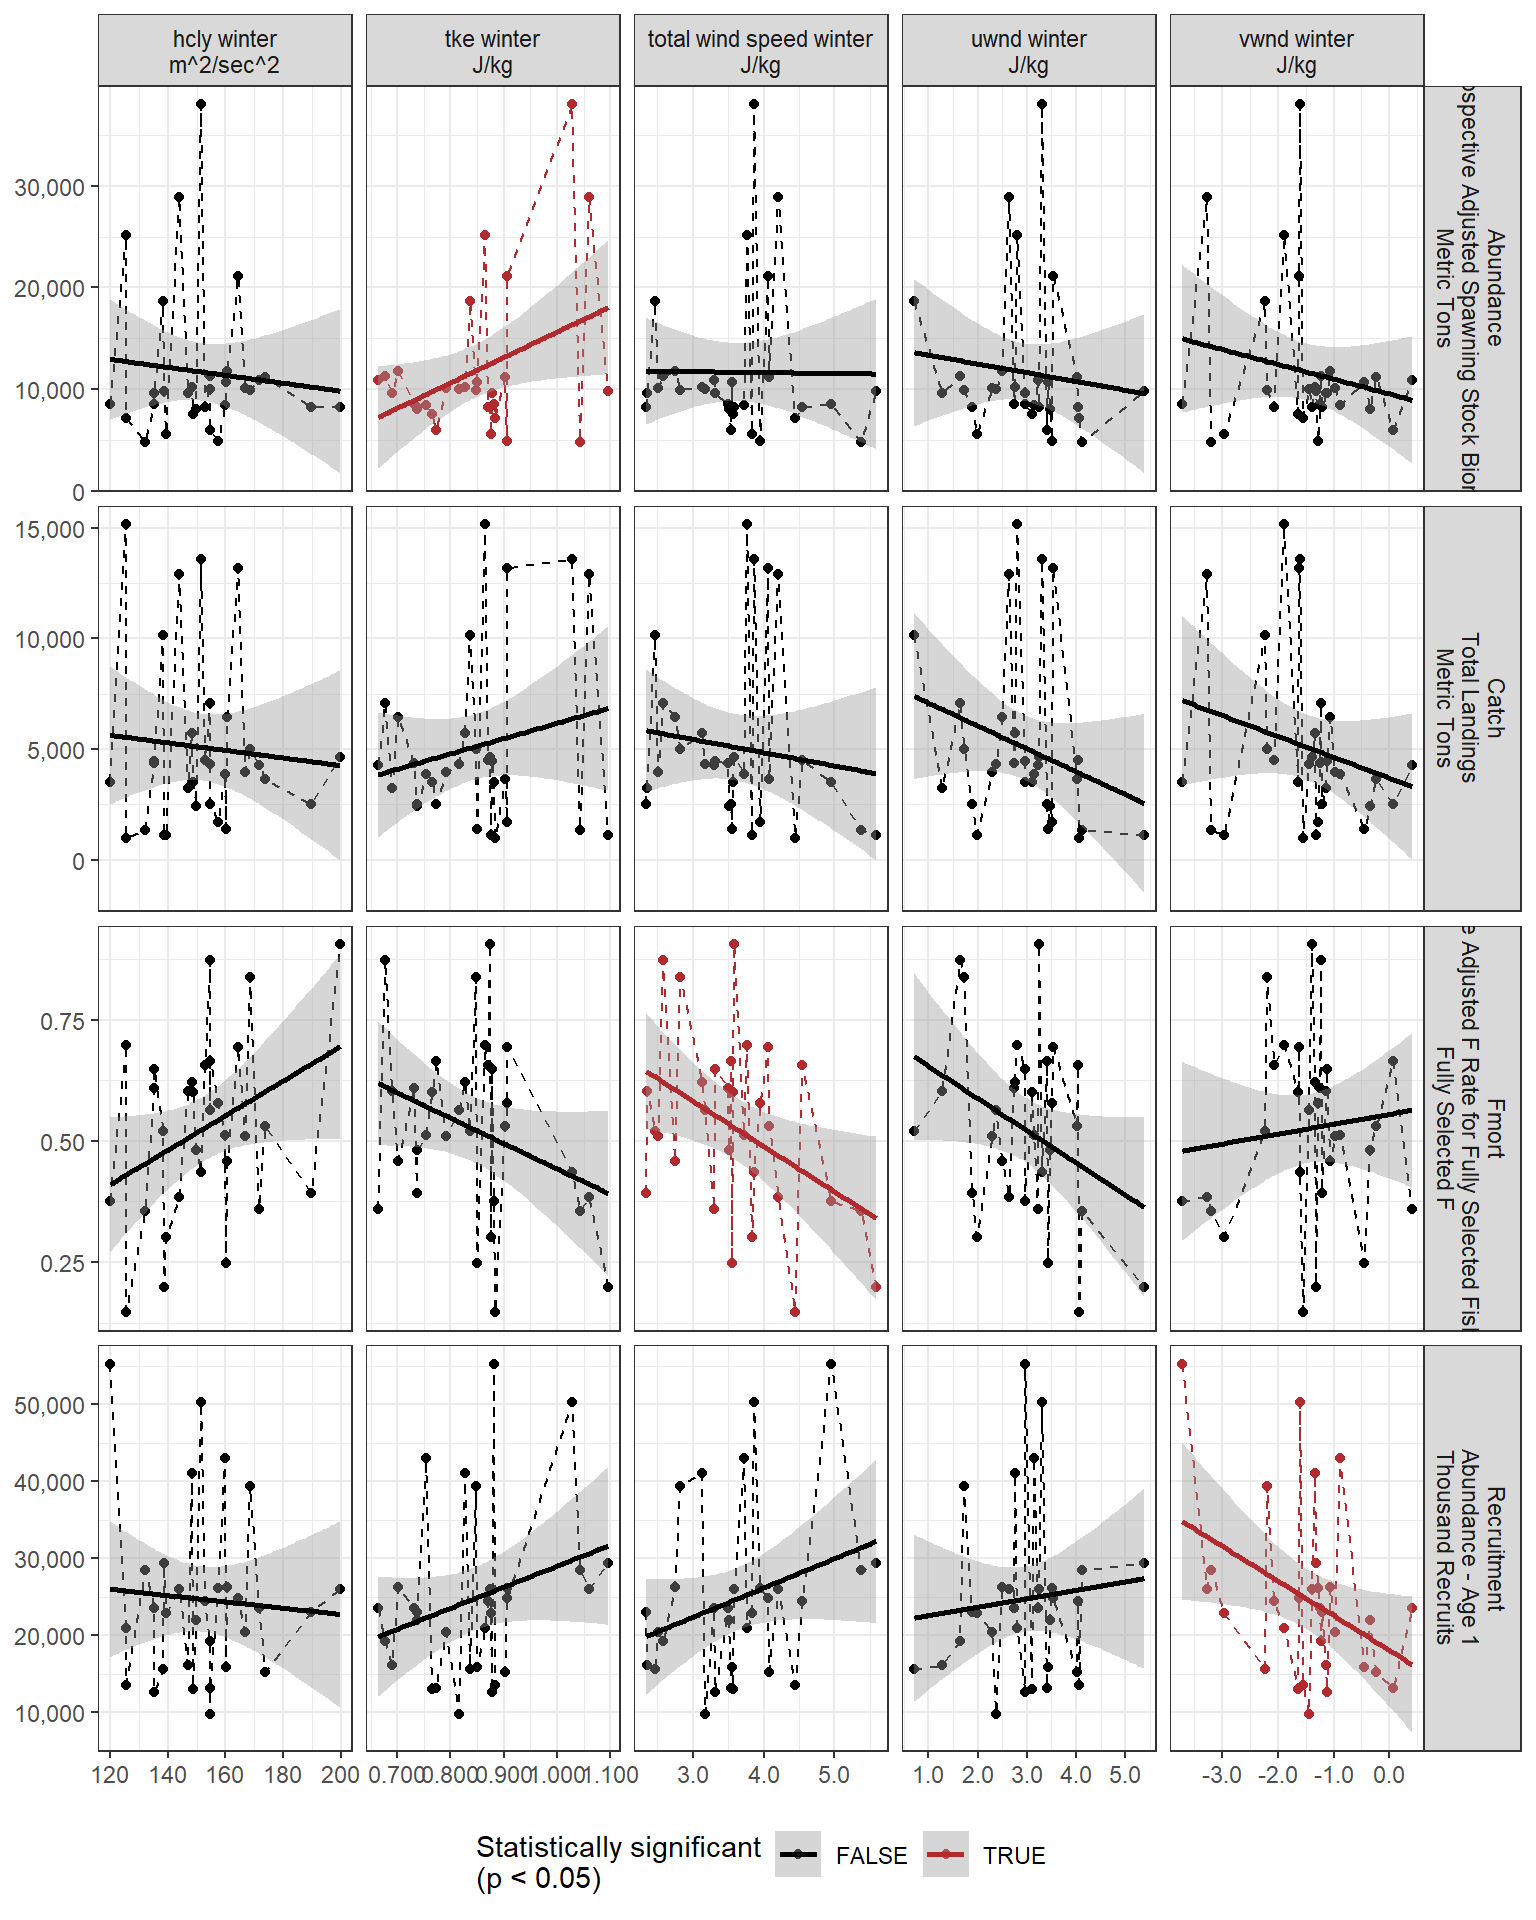 hcly winter
m^2/sec^2
tke winter
J/kg
total wind speed winter
J/kg
uwnd winter
J/kg
vwnd winter
J/kg
30,000
20,000
10,000
0
Abundance
Adjusted Spawning Stock
Metric Tons
15,000
10,000
5,000
0
Catch
Total Landings
Metric Tons
0.75
0.50
0.25
Fmort
Adjusted F Rate for Fully Selected
Fully Selected F
50,000
40,000
30,000
20,000
10,000
Recruitment
Abundance - Age 1
Thousand Recruits
120 140 160 180 200
0.700 0.800 0.900 1.000 1.100
3.0 4.0 5.0
1.0 2.0 3.0 4.0 5.0
-3.0 -2.0 -1.0 0.0
Statistically significant
(p < 0.05)
FALSE
TRUE